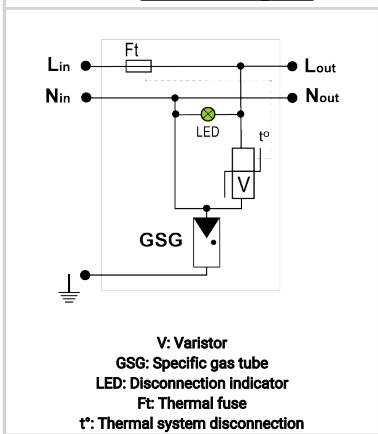 Ft
Lin Lout
Nin Nout
LED
t°
V
GSG
V: Varistor
GSG: Specific gas tube
LED: Disconnection indicator
Ft: Thermal fuse
t°: Thermal system disconnection